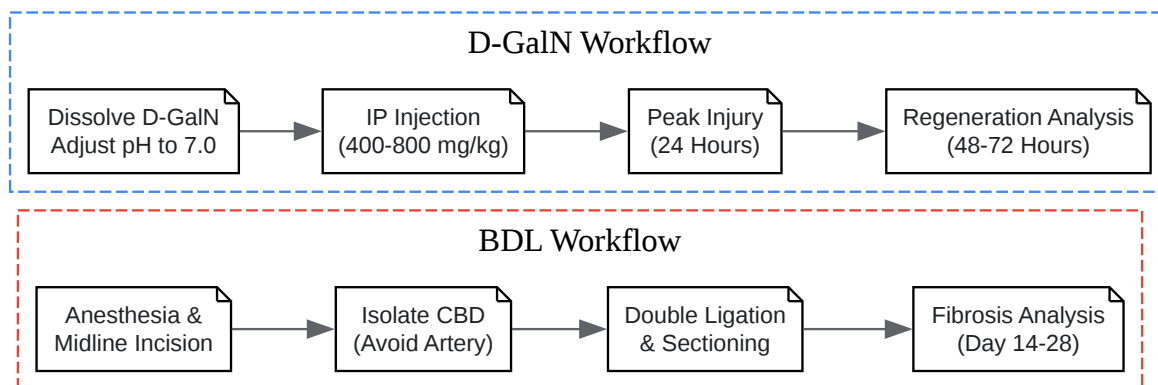 D-GalN Workflow
Dissolve D-GalN
Adjust pH to 7.0
IP Injection
(400-800 mg/kg)
Peak Injury
(24 Hours)
Regeneration Analysis
(48-72 Hours)
BDL Workflow
Anesthesia &
Midline Incision
Isolate CBD
(Avoid Artery)
Double Ligation
& Sectioning
Fibrosis Analysis
(Day 14-28)